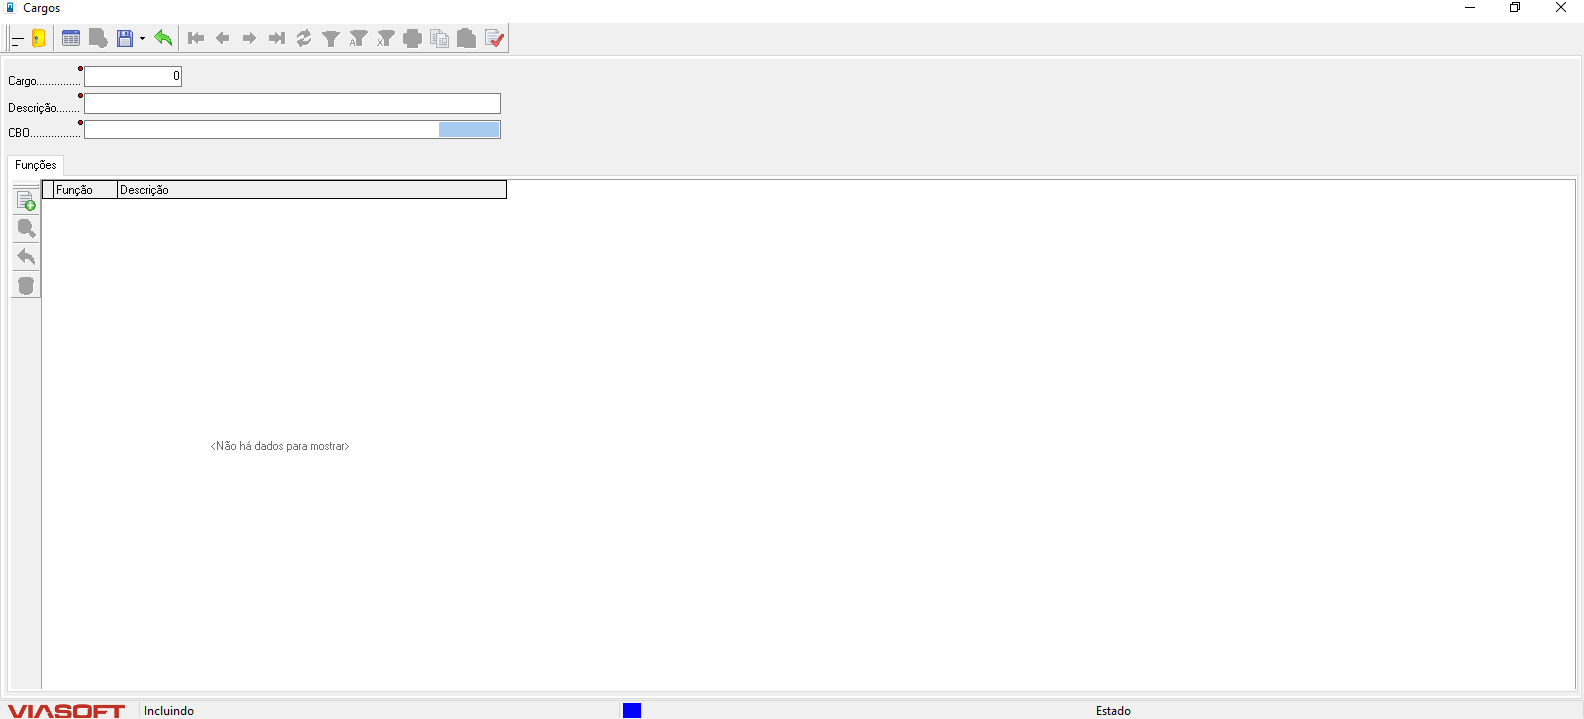 Cargos
Cargo............... 0
Descrição........
CBO.................
Funções
Função Descrição
<Não há dados para mostrar>
VIASOFT Incluindo Estado